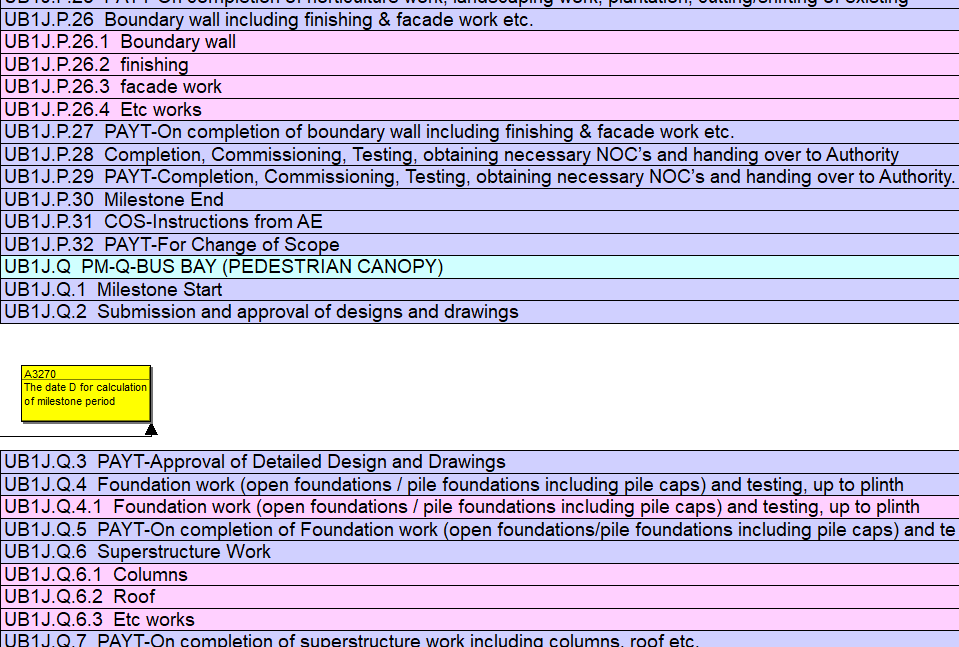 UB1J.P.26 Boundary wall including finishing & facade work etc.
UB1J.P.26.1 Boundary wall
UB1J.P.26.2 finishing
UB1J.P.26.3 facade work
UB1J.P.26.4 Etc works
UB1J.P.27 PAYT-On completion of boundary wall including finishing & facade work etc.
UB1J.P.28 Completion, Commissioning, Testing, obtaining necessary NOC’s and handing over to Authority
UB1J.P.29 PAYT-Completion, Commissioning, Testing, obtaining necessary NOC’s and handing over to Authority.
UB1J.P.30 Milestone End
UB1J.P.31 COS-Instructions from AE
UB1J.P.32 PAYT-For Change of Scope
UB1J.Q PM-Q-BUS BAY (PEDESTRIAN CANOPY)
UB1J.Q.1 Milestone Start
UB1J.Q.2 Submission and approval of designs and drawings
A3270
The date D for calculation
of milestone period
UB1J.Q.3 PAYT-Approval of Detailed Design and Drawings
UB1J.Q.4 Foundation work (open foundations / pile foundations including pile caps) and testing, up to plinth
UB1J.Q.4.1 Foundation work (open foundations / pile foundations including pile caps) and testing, up to plinth
UB1J.Q.5 PAYT-On completion of Foundation work (open foundations/pile foundations including pile caps) and te
UB1J.Q.6 Superstructure Work
UB1J.Q.6.1 Columns
UB1J.Q.6.2 Roof
UB1J.Q.6.3 Etc works
UB1J.Q.7 PAYT-On completion of superstructure work including columns, roof etc.